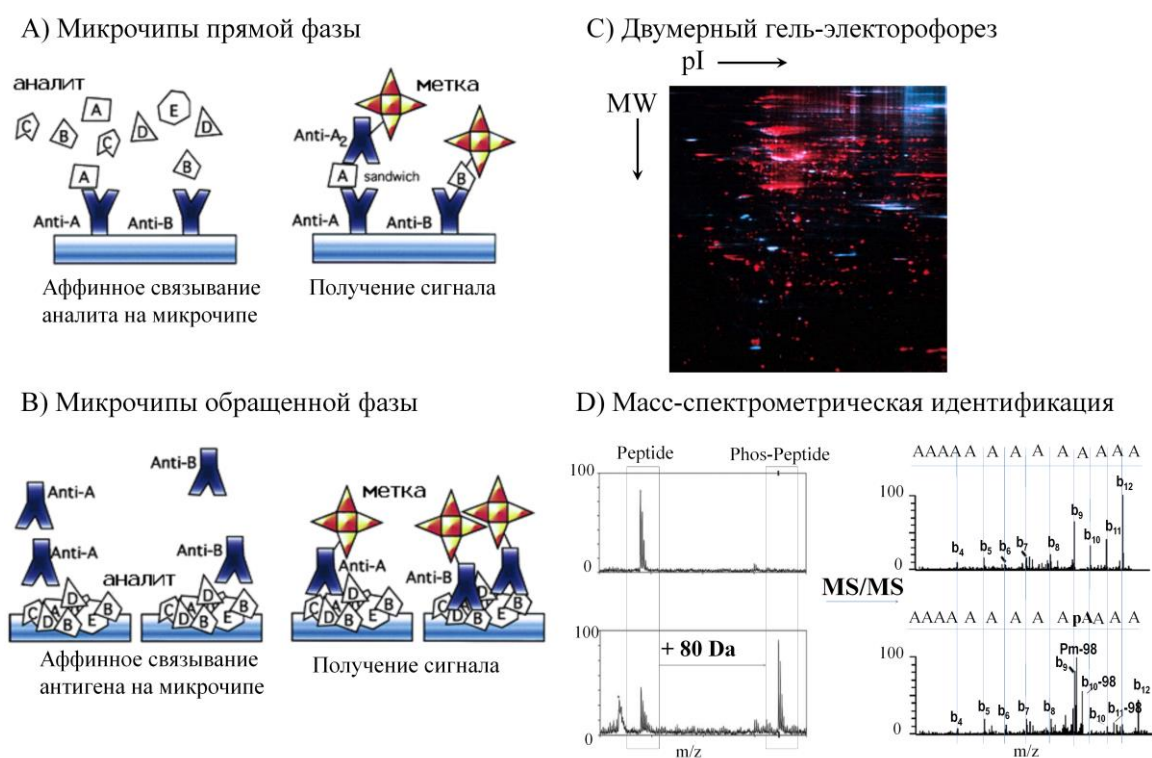 А) Микрочипы прямой фазы
аналит
A
E
C
B
C
D
D
A
B
Anti-A
Anti-B
метка
Anti-A₂
A
sandwich
B
Anti-A
Anti-B
Аффинное связывание
аналита на микрочипе
Получение сигнала
C) Двумерный гель-электорофорез
pI
MW
B) Микрочипы обращенной фазы
Anti-B
Anti-A
Anti-A
Anti-B
аналит
C D A D B E
C D A D B E
метка
Anti-A
Anti-B
C D A D B E
C D D E B
Аффинное связывание
антигена на микрочипе
Получение сигнала
D) Масс-спектрометрическая идентификация
Peptide
Phos-Peptide
100
0
100
+ 80 Da
0
m/z
MS/MS
AAAA A A A A A A A A
100
b₄ b₅ b₆ b₇ b₈ b₉ b₁₀ b₁₁ b₁₂
0
AAAA A A A A A pA A A A
100
Pm-98
b₉
b₁₀-98
b₄ b₅ b₆ b₇ b₈ b₁₀ b₁₁-98 b₁₂
0
m/z